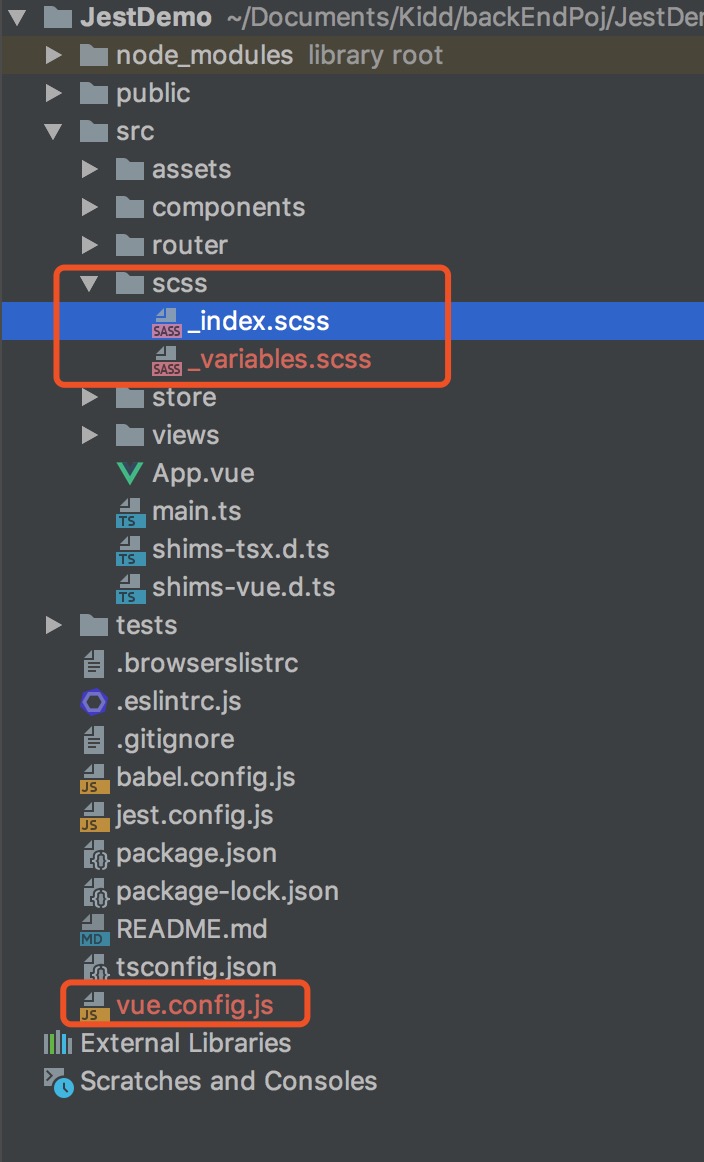 JestDemo ~/Documents/Kidd/backEndPoj/JestDe
node_modules library root
public
src
assets
components
router
scss
SASS _index.scss
SASS _variables.scss
store
views
App.vue
TS main.ts
TS shims-tsx.d.ts
TS shims-vue.d.ts
tests
.browserslistrc
.eslintrc.js
.gitignore
JS babel.config.js
JS jest.config.js
package.json
package-lock.json
MD README.md
tsconfig.json
JS vue.config.js
External Libraries
Scratches and Consoles